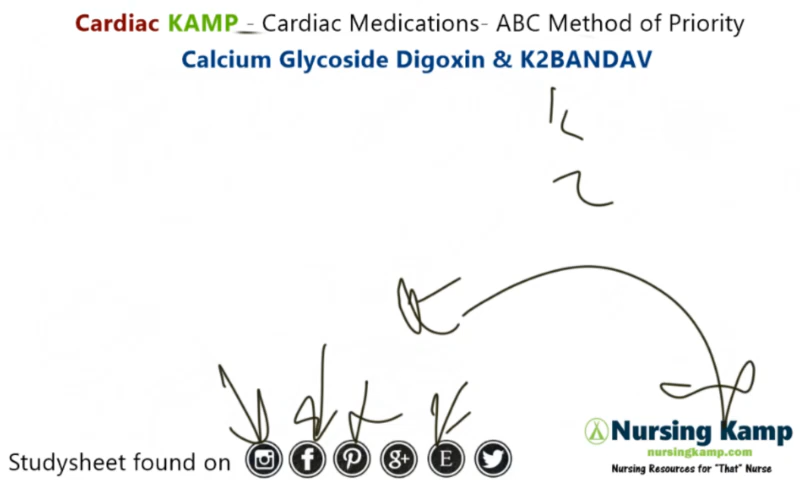 Cardiac KAMP - Cardiac Medications- ABC Method of Priority
Calcium Glycoside Digoxin & K2BANDAV
K
2
Nursing Kamp
nursingkamp.com
Nursing Resources for "That" Nurse
Studysheet found on